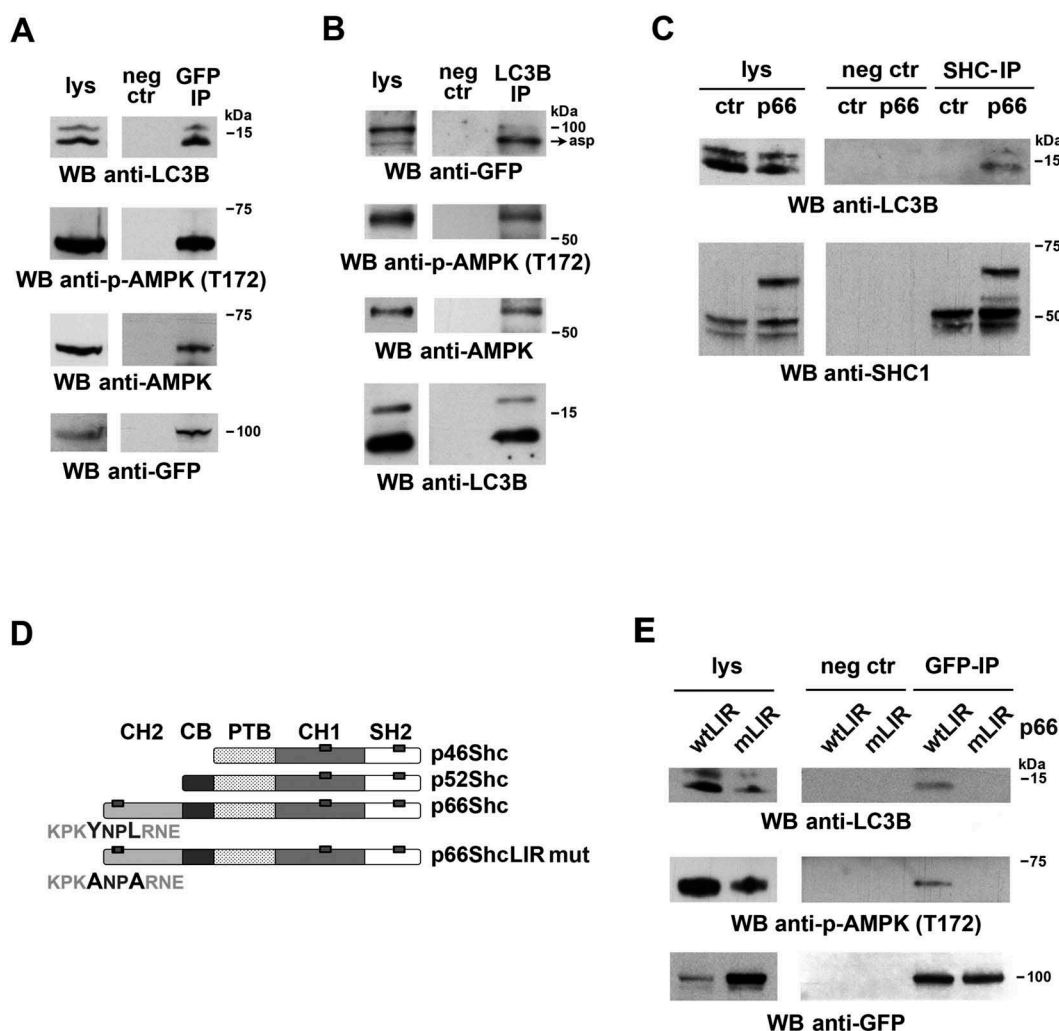 A
lys
neg ctr
GFP IP
kDa
–15
WB anti-LC3B
–75
WB anti-p-AMPK (T172)
–75
WB anti-AMPK
–100
WB anti-GFP
B
lys
neg ctr
LC3B IP
kDa
–100
→asp
WB anti-GFP
–50
WB anti-p-AMPK (T172)
–50
WB anti-AMPK
–15
WB anti-LC3B
C
lys
neg ctr
SHC-IP
ctr p66
ctr p66
ctr p66
kDa
–15
WB anti-LC3B
–75
–50
WB anti-SHC1
D
CH2 CB PTB CH1 SH2
p46Shc
p52Shc
p66Shc
KPKYNPLRNE
p66ShcLIR mut
KPKANPARNE
E
lys
neg ctr
GFP-IP
wtLIR mLIR
wtLIR mLIR
wtLIR mLIR
p66
kDa
–15
WB anti-LC3B
–75
WB anti-p-AMPK (T172)
–100
WB anti-GFP